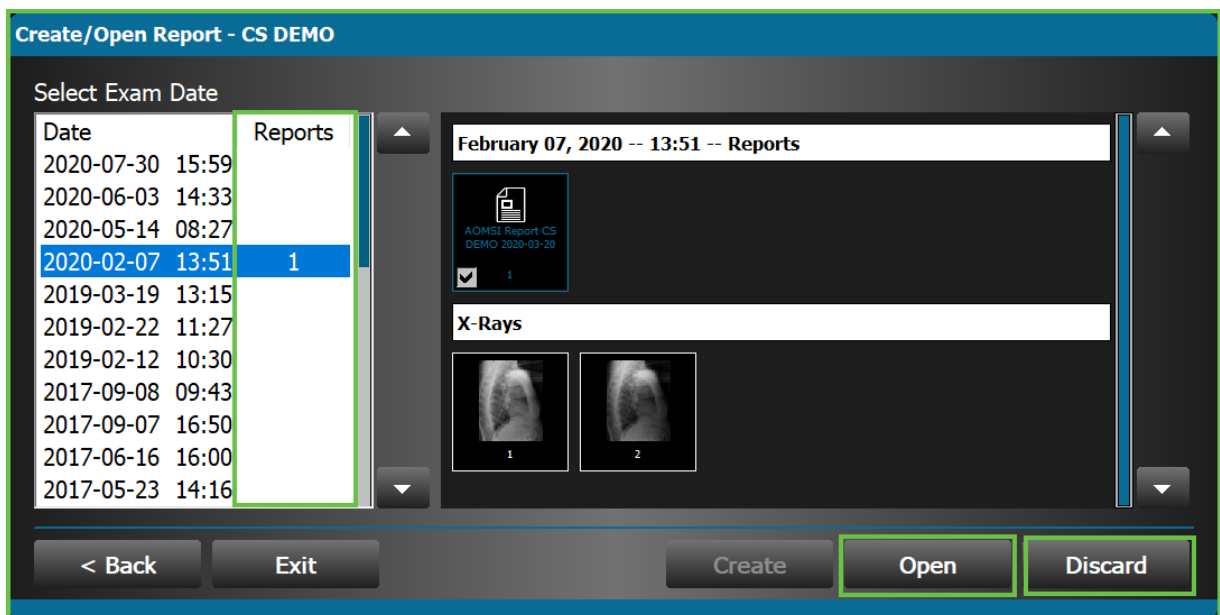 Create/Open Report - CS DEMO
Select Exam Date
Date Reports
2020-07-30 15:59
2020-06-03 14:33
2020-05-14 08:27
2020-02-07 13:51 1
2019-03-19 13:15
2019-02-22 11:27
2019-02-12 10:30
2017-09-08 09:43
2017-09-07 16:50
2017-06-16 16:00
2017-05-23 14:16
February 07, 2020 -- 13:51 -- Reports
AOMSI Report CS
DEMO 2020-03-20
1
X-Rays
1 2
< Back Exit Create Open Discard